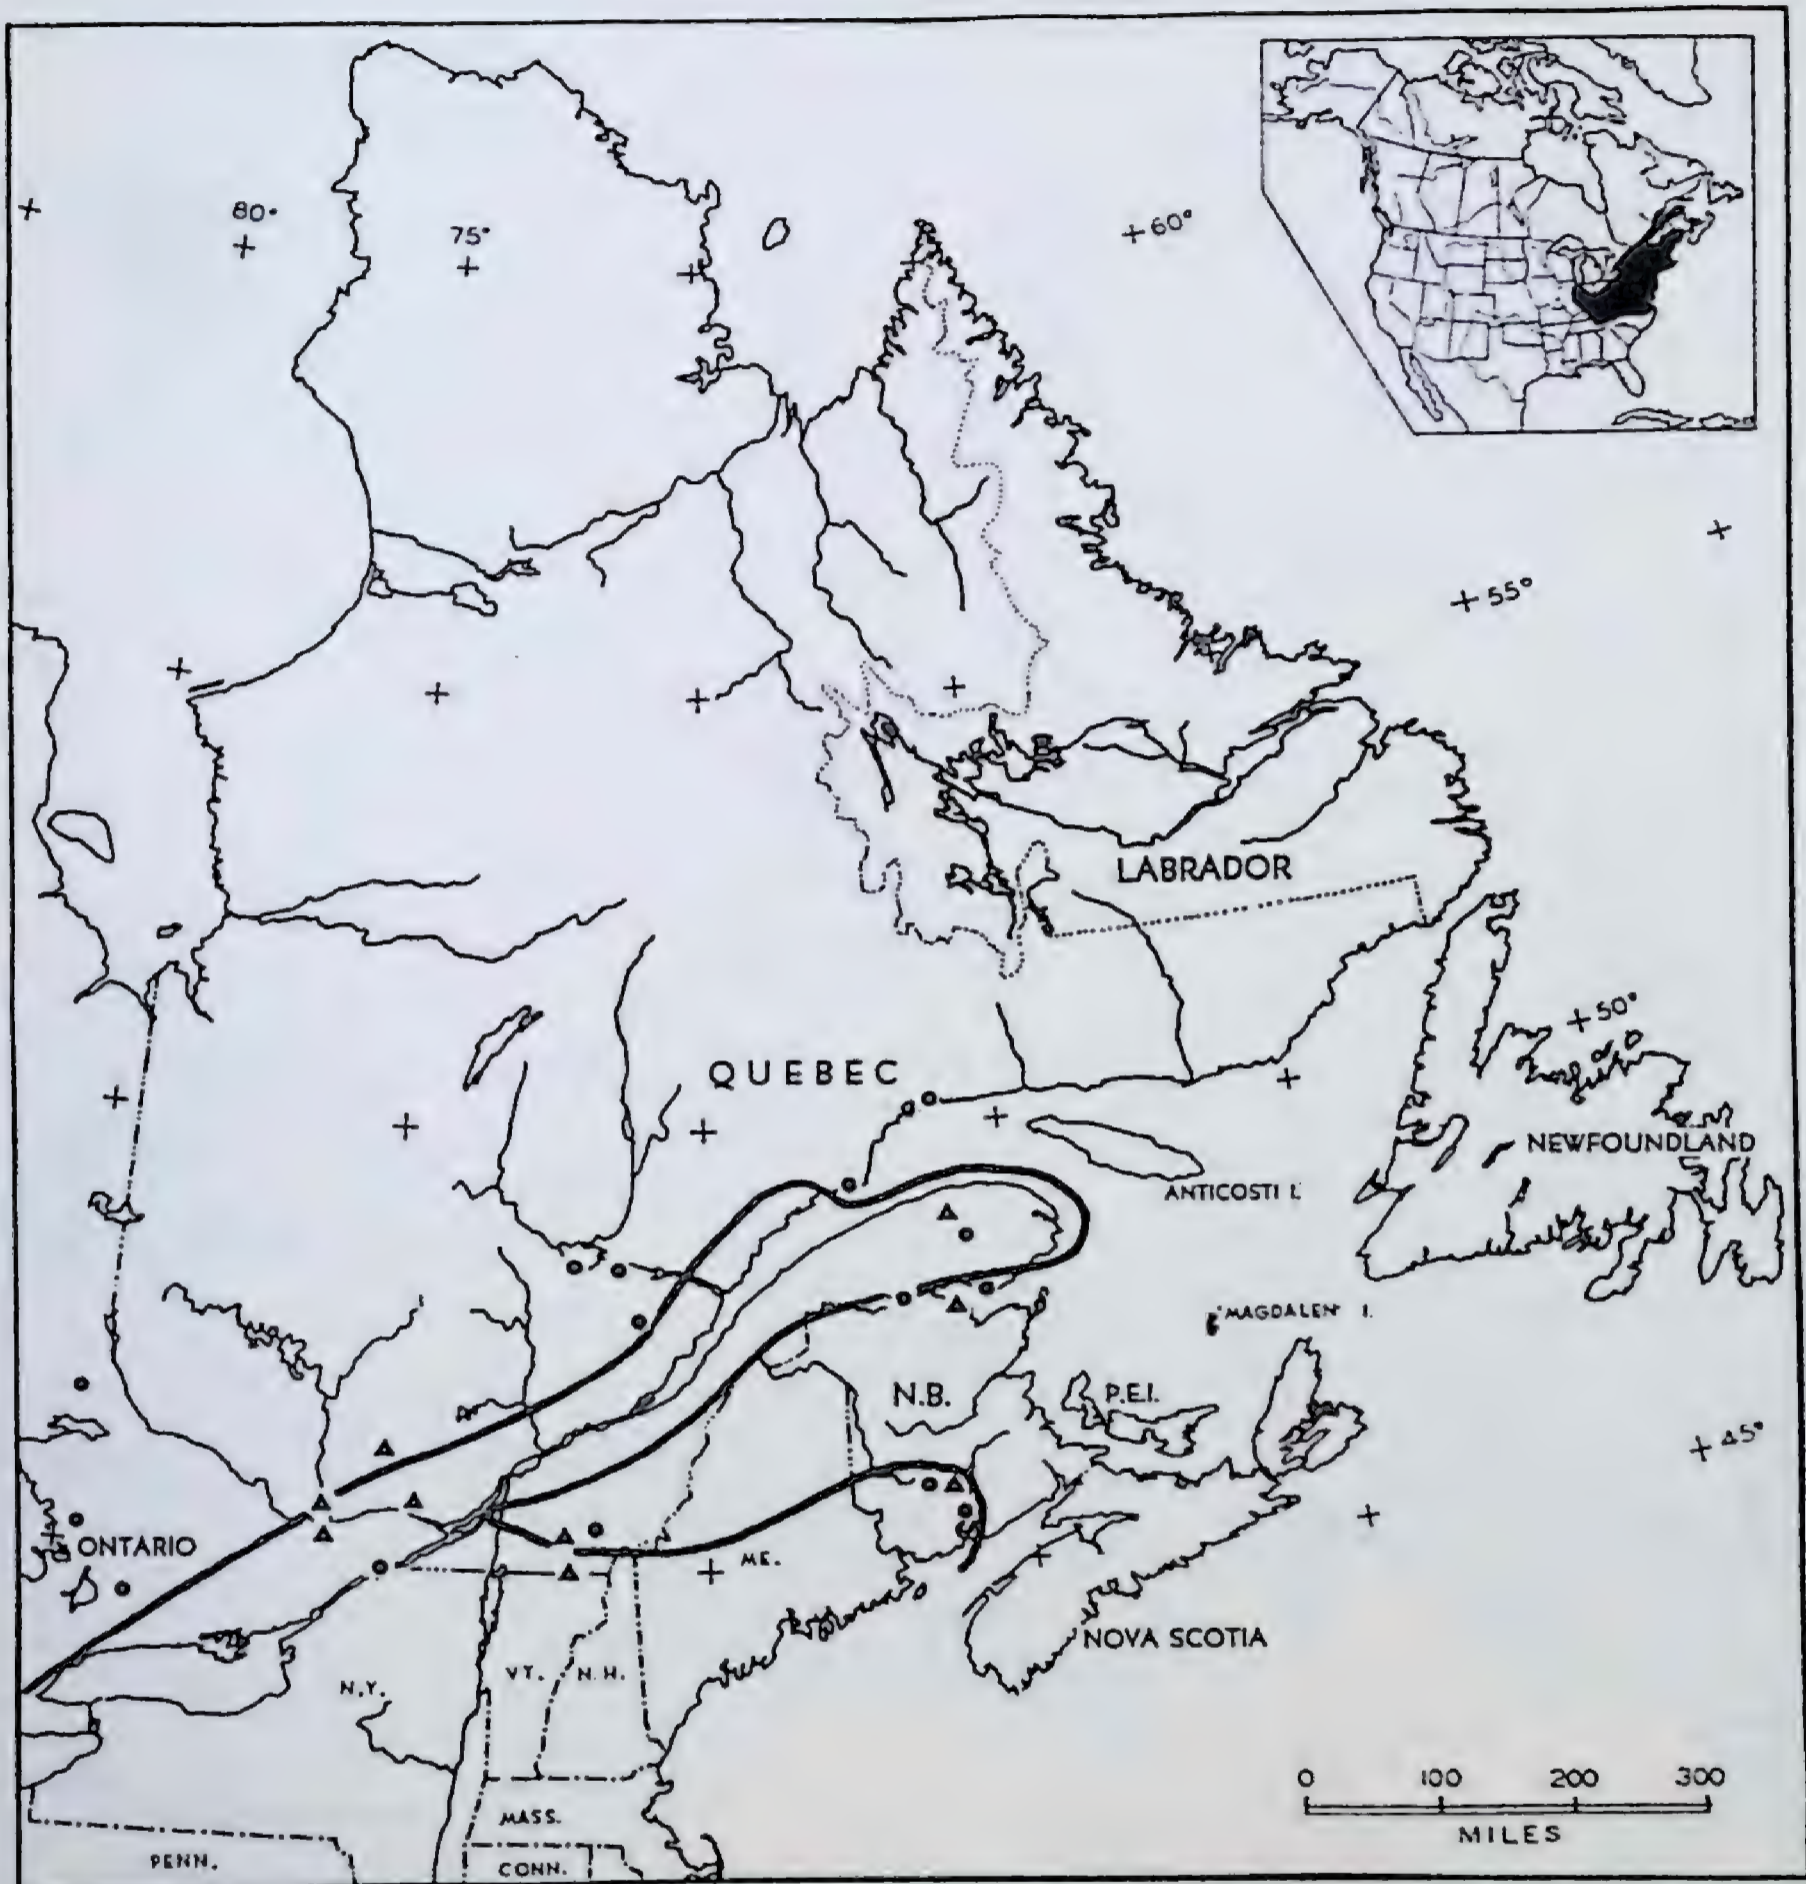 80°
75°
60°
55°
LABRADOR
50°
QUEBEC
NEWFOUNDLAND
ANTICOSTI I.
MAGDALEN I.
N.B.
P.E.I.
45°
ONTARIO
ME.
NOVA SCOTIA
VT.
N.H.
N.Y.
0 100 200 300
MILES
MASS.
PENN.
CONN.